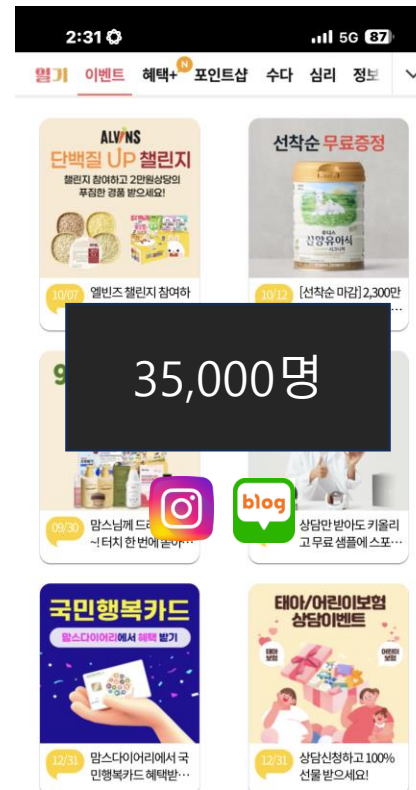 2:31
5G 87
일기 이벤트 혜택+ N 포인트샵 수다 심리 정보
ALVINS
단백질 UP 챌린지
챌린지 참여하고 2만원상당의
푸짐한 경품 받으세요!
10/07 엘빈즈 챌린지 참여하
선착순 무료증정
산양유아식
10/12 [선착순 마감] 2,300만
…
9
35,000명
blog
09/30 맘스님께 드
~! 터치 한 번에 쏟아…
상담만 받아도 키올리
고 무료 샘플에 스포…
국민행복카드
맘스다이어리에서 혜택 받기
12/31 맘스다이어리에서 국
민행복카드 혜택받…
태아/어린이보험
상담이벤트
태아
보험
어린이
보험
12/31 상담신청하고 100%
선물 받으세요!